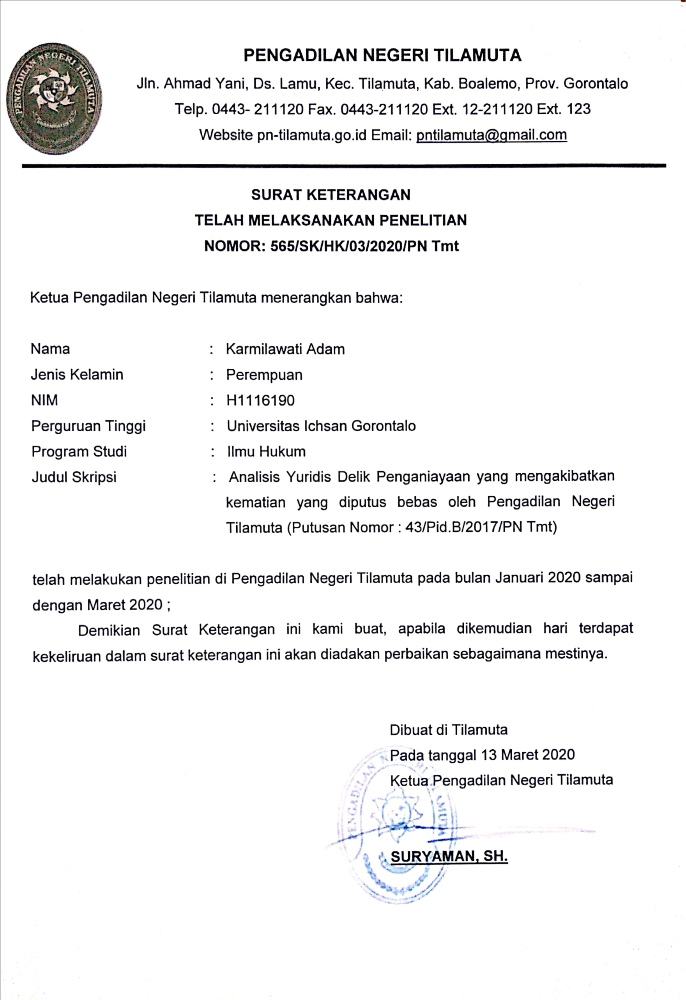 PENGADILAN NEGERI TILAMUTA
PENGADILAN NEGERI TILAMUTA
Jln. Ahmad Yani, Ds. Lamu, Kec. Tilamuta, Kab. Boalemo, Prov. Gorontalo
Telp. 0443- 211120 Fax. 0443-211120 Ext. 12-211120 Ext. 123
Website pn-tilamuta.go.id Email: pntilamuta@gmail.com
SURAT KETERANGAN
TELAH MELAKSANAKAN PENELITIAN
NOMOR: 565/SK/HK/03/2020/PN Tmt
Ketua Pengadilan Negeri Tilamuta menerangkan bahwa:
Nama : Karmilawati Adam
Jenis Kelamin : Perempuan
NIM : H1116190
Perguruan Tinggi : Universitas Ichsan Gorontalo
Program Studi : Ilmu Hukum
Judul Skripsi : Analisis Yuridis Delik Penganiayaan yang mengakibatkan
kematian yang diputus bebas oleh Pengadilan Negeri
Tilamuta (Putusan Nomor : 43/Pid.B/2017/PN Tmt)
telah melakukan penelitian di Pengadilan Negeri Tilamuta pada bulan Januari 2020 sampai
dengan Maret 2020 ;
Demikian Surat Keterangan ini kami buat, apabila dikemudian hari terdapat
kekeliruan dalam surat keterangan ini akan diadakan perbaikan sebagaimana mestinya.
Dibuat di Tilamuta
Pada tanggal 13 Maret 2020
Ketua Pengadilan Negeri Tilamuta
PENGADILAN NEGERI TILAMUTA
SURYAMAN, SH.